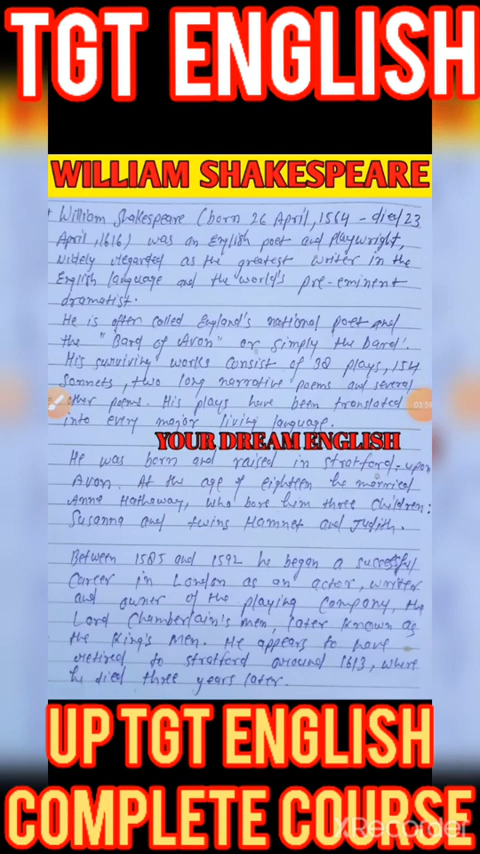 TGT ENGLISH
WILLIAM SHAKESPEARE
William Shakespeare (born 26 April, 1564 - died 23
April, 1616) was an English poet and playwright,
widely regarded as the greatest writer in the
English language and the world's pre-eminent
dramatist.
He is often called England's national poet and
the "Bard of Avon" or simply the bard'.
His surviving works consist of 38 plays, 154
Sonnets, two long narrative poems and several
other poems. His plays have been translated
03:59
into every major living language.
YOUR DREAM ENGLISH
He was born and raised in stratford-upon
Avon. At the age of eighteen he married
Anna Hathaway, who bore him three children:
Susanna and twins Hamnet and Judith.
Between 1585 and 1592 he began a successful
career in London as an actor, writer
and owner of the playing company, the
Lord Chamberlain's men, later known as
the King's Men. He appears to have
retired to stratford around 1613, where
he died three years later.
UP TGT ENGLISH
COMPLETE COURSE
XRecorder